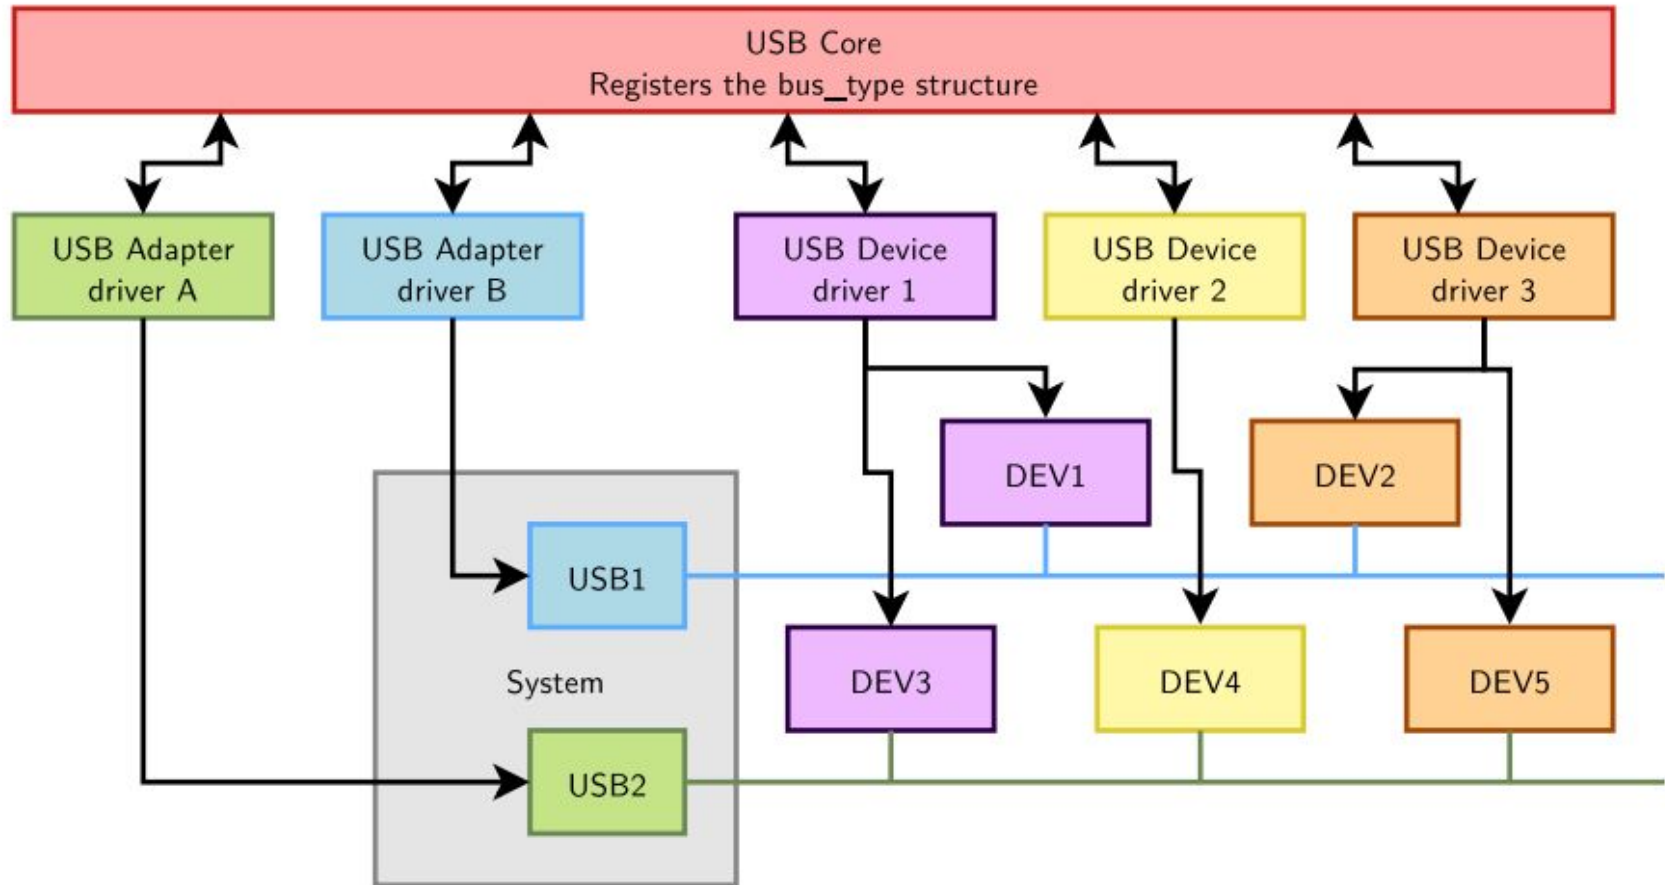 USB Core
Registers the bus_type structure
USB Adapter
driver A
USB Adapter
driver B
USB Device
driver 1
USB Device
driver 2
USB Device
driver 3
DEV1
DEV2
USB1
System
DEV3
DEV4
DEV5
USB2